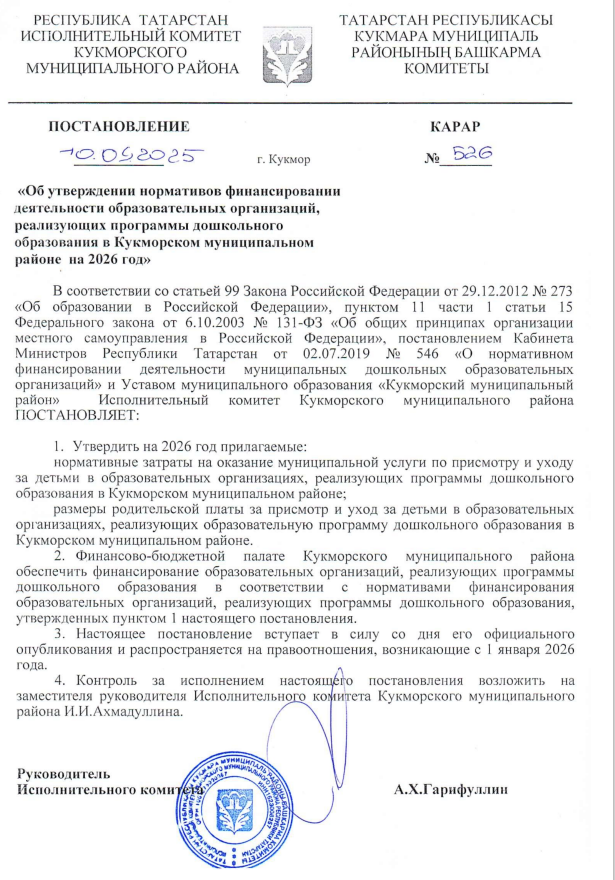 РЕСПУБЛИКА ТАТАРСТАН
ИСПОЛНИТЕЛЬНЫЙ КОМИТЕТ
КУКМОРСКОГО
МУНИЦИПАЛЬНОГО РАЙОНА
ТАТАРСТАН РЕСПУБЛИКАСЫ
КУКМАРА МУНИЦИПАЛЬ
РАЙОНЫНЫҢ БАШКАРМА
КОМИТЕТЫ
ПОСТАНОВЛЕНИЕ
КАРАР
10.09.2025
г. Кукмор
№ 526
«Об утверждении нормативов финансировании
деятельности образовательных организаций,
реализующих программы дошкольного
образования в Кукморском муниципальном
районе на 2026 год»
В соответствии со статьей 99 Закона Российской Федерации от 29.12.2012 № 273
«Об образовании в Российской Федерации», пунктом 11 части 1 статьи 15
Федерального закона от 6.10.2003 № 131-ФЗ «Об общих принципах организации
местного самоуправления в Российской Федерации», постановлением Кабинета
Министров Республики Татарстан от 02.07.2019 № 546 «О нормативном
финансировании деятельности муниципальных дошкольных образовательных
организаций» и Уставом муниципального образования «Кукморский муниципальный
район» Исполнительный комитет Кукморского муниципального района
ПОСТАНОВЛЯЕТ:
1. Утвердить на 2026 год прилагаемые:
нормативные затраты на оказание муниципальной услуги по присмотру и уходу
за детьми в образовательных организациях, реализующих программы дошкольного
образования в Кукморском муниципальном районе;
размеры родительской платы за присмотр и уход за детьми в образовательных
организациях, реализующих образовательную программу дошкольного образования в
Кукморском муниципальном районе.
2. Финансово-бюджетной палате Кукморского муниципального района
обеспечить финансирование образовательных организаций, реализующих программы
дошкольного образования в соответствии с нормативами финансирования
образовательных организаций, реализующих программы дошкольного образования,
утвержденных пунктом 1 настоящего постановления.
3. Настоящее постановление вступает в силу со дня его официального
опубликования и распространяется на правоотношения, возникающие с 1 января 2026
года.
4. Контроль за исполнением настоящего постановления возложить на
заместителя руководителя Исполнительного комитета Кукморского муниципального
района И.И.Ахмадуллина.
Руководитель
Исполнительного комитета
А.Х.Гарифуллин